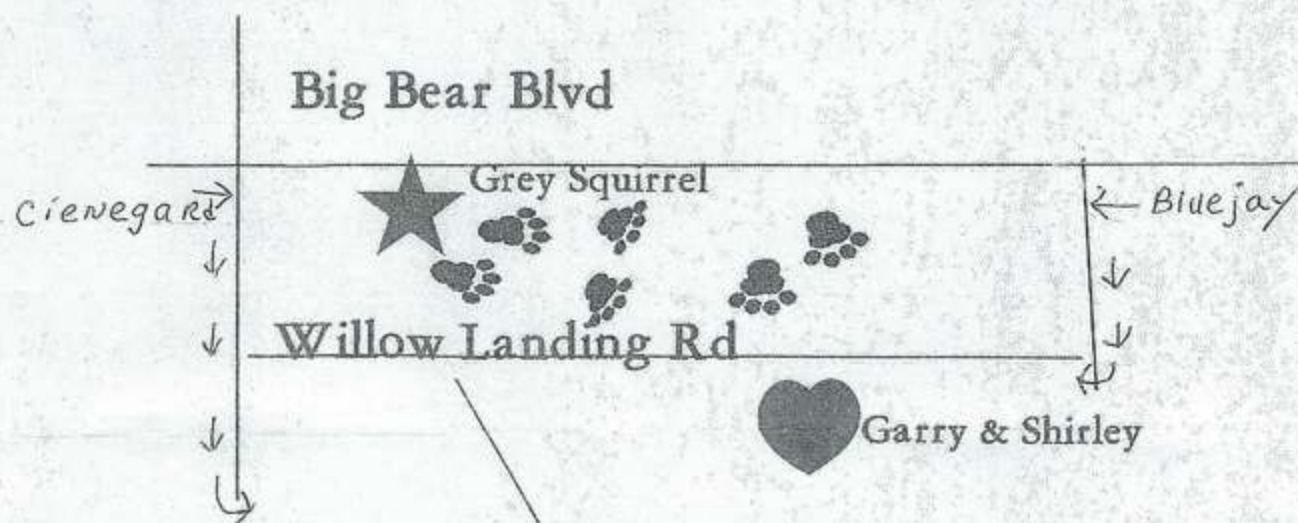 Big Bear Blvd
Grey Squirrel
Cienega Rd
Bluejay
Willow Landing Rd
Garry & Shirley